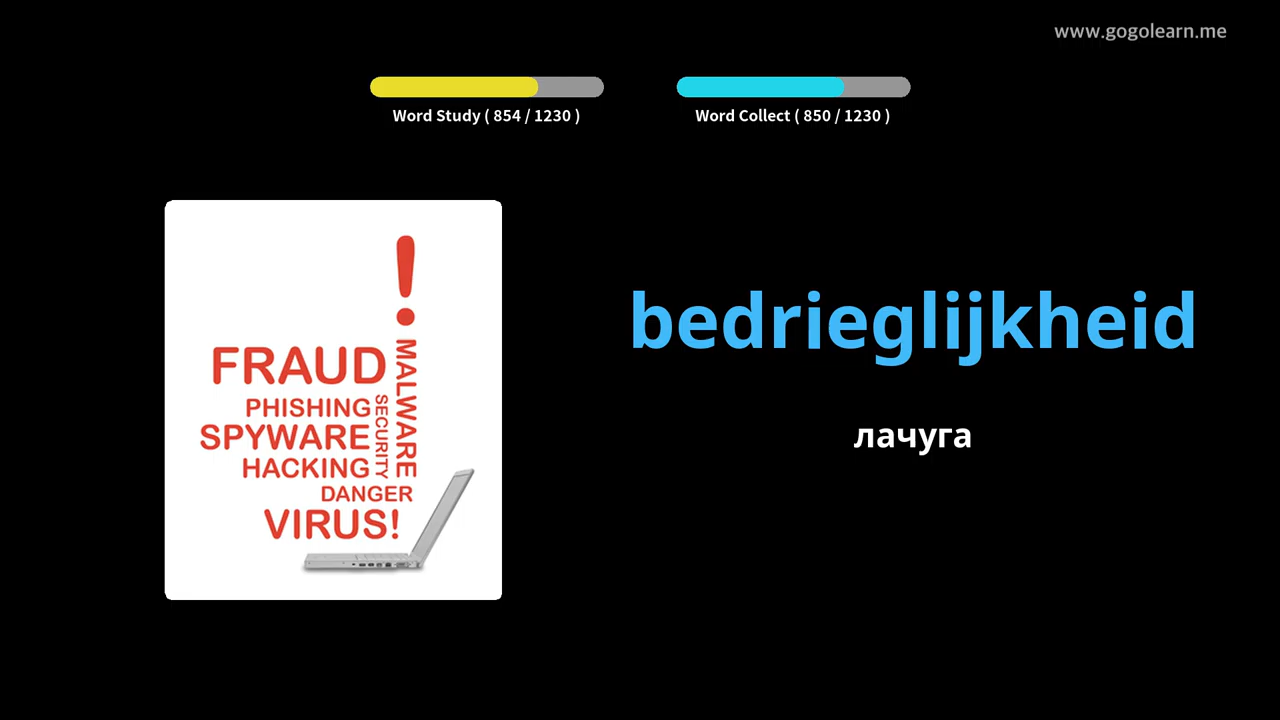 www.gogolearn.me
Word Study ( 854 / 1230 )
Word Collect ( 850 / 1230 )
!
FRAUD
MALWARE
PHISHING
SECURITY
SPYWARE
HACKING
DANGER
VIRUS!
bedrieglijkheid
лачуга